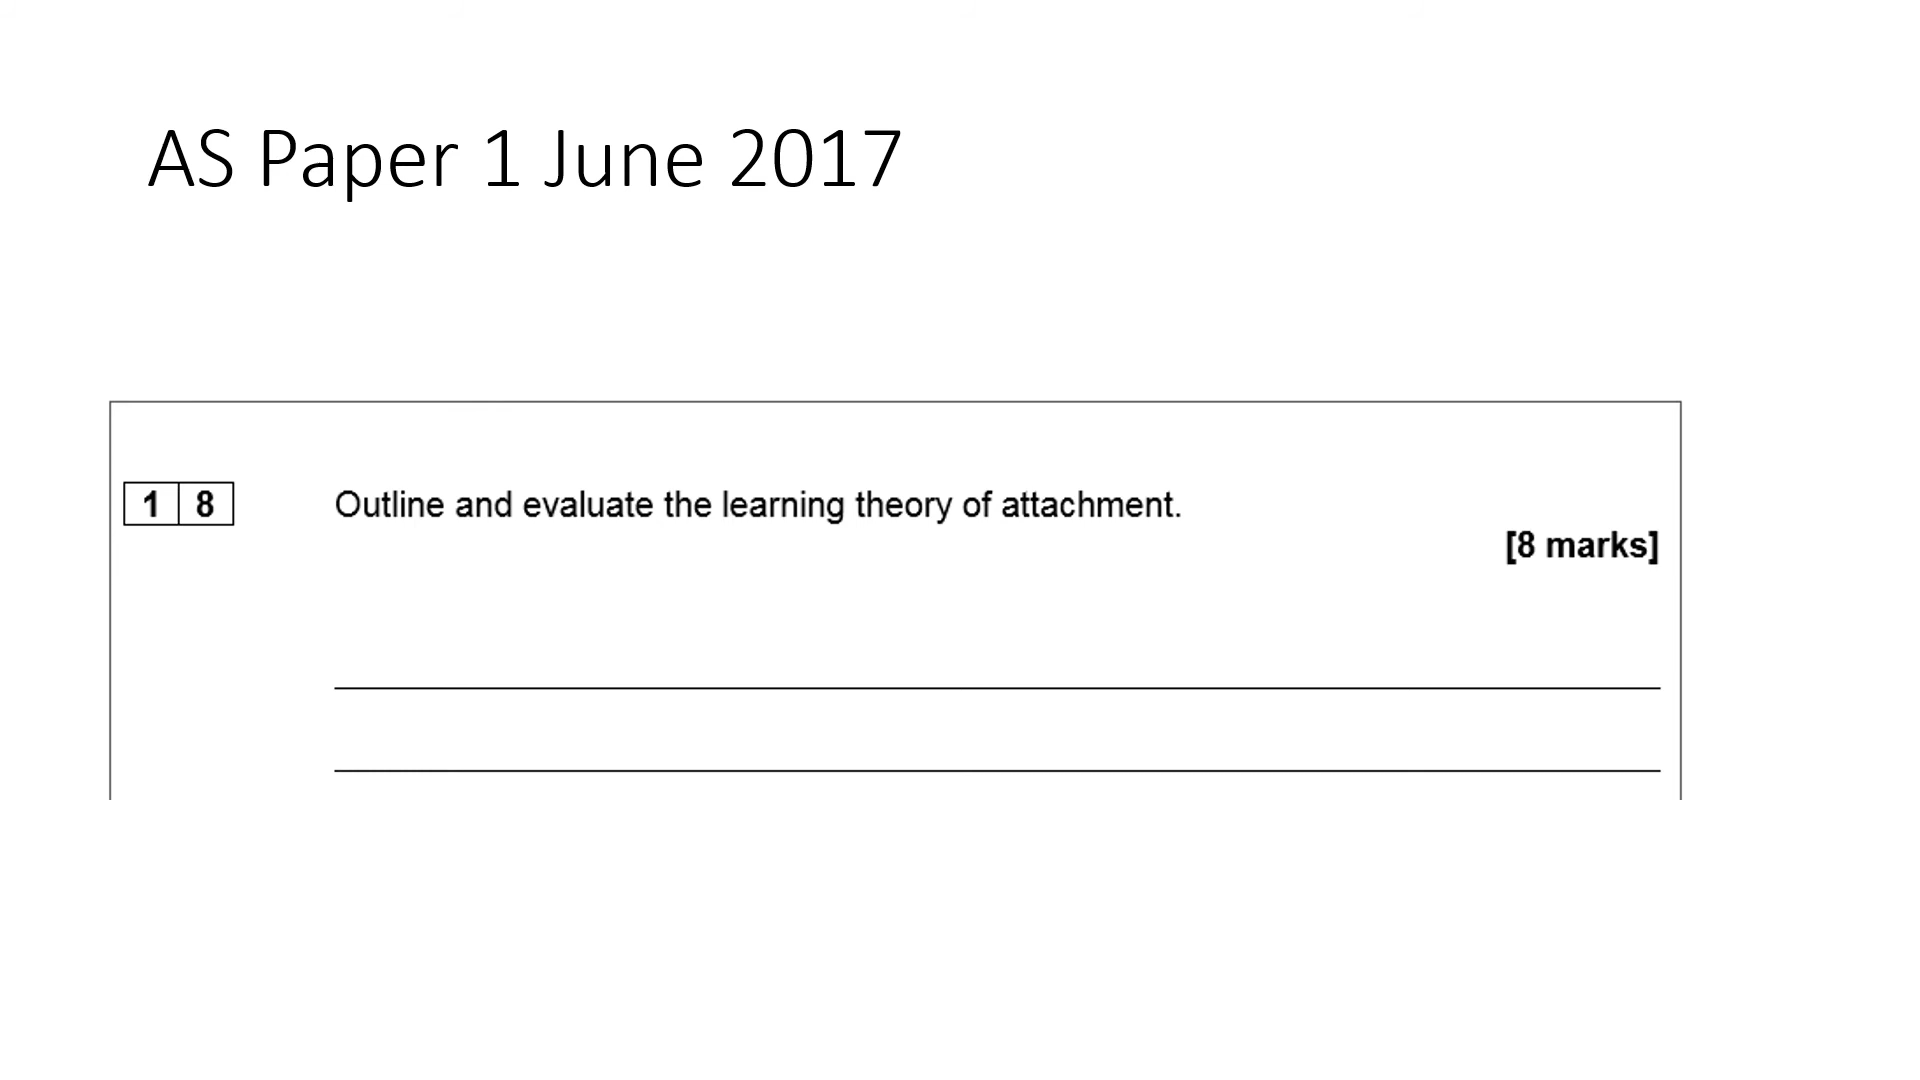 AS Paper 1 June 2017
1 8 Outline and evaluate the learning theory of attachment.
[8 marks]